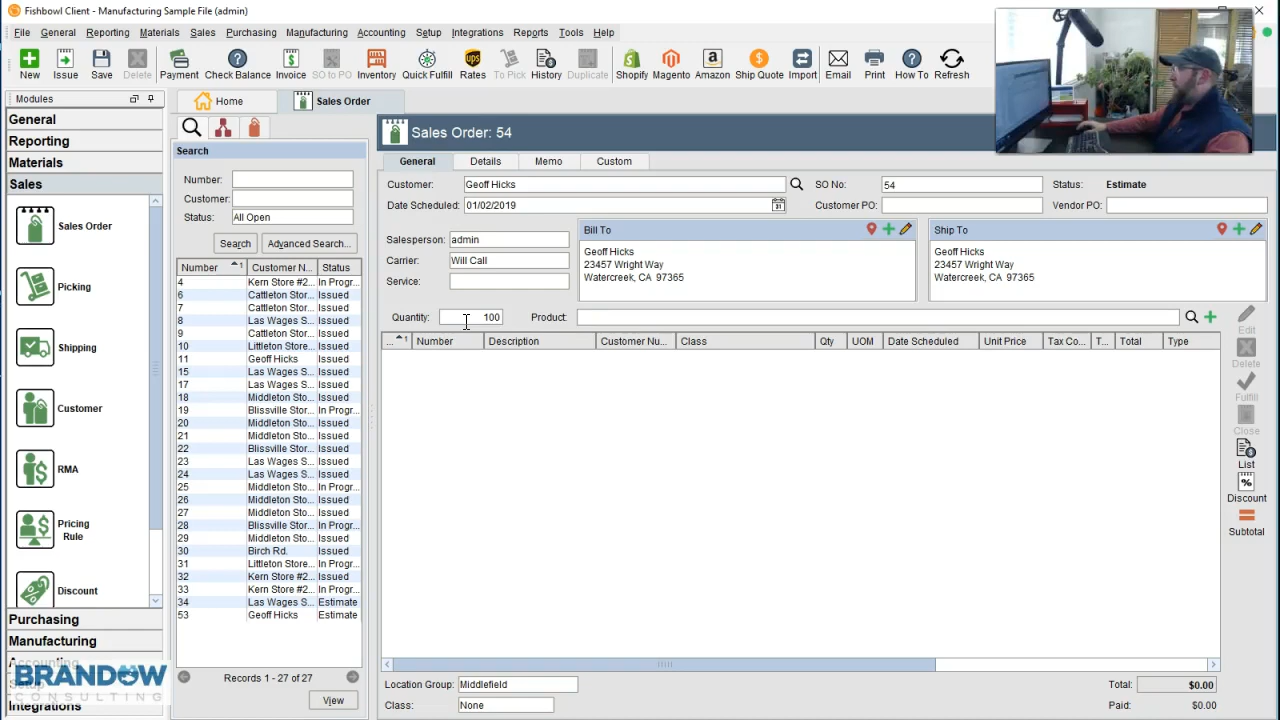 Fishbowl Client - Manufacturing Sample File (admin)
File General Reporting Materials Sales Purchasing Manufacturing Accounting Setup Integrations Reports Tools Help
New Issue Save Delete Payment Check Balance Invoice SO to PO Inventory Quick Fulfill Rates To Pick History Duplicate Shopify Magento Amazon Ship Quote Import Email Print How To Refresh
Modules
General
Reporting
Materials
Sales
Sales Order
Picking
Shipping
Customer
RMA
Pricing
Rule
Discount
Purchasing
Manufacturing
Accounting
Integrations
BRANDOW
CONSULTING
Home Sales Order
Search
Number:
Customer:
Status: All Open
Search Advanced Search...
Number 1 Customer N... Status
4 Kern Store #2... In Progr...
6 Cattleton Stor... Issued
7 Cattleton Stor... Issued
8 Las Wages S... Issued
9 Cattleton Stor... Issued
10 Littleton Store... Issued
11 Geoff Hicks Issued
15 Las Wages S... Issued
17 Las Wages S... Issued
18 Middleton Sto... Issued
19 Blissville Stor... In Progr...
20 Middleton Sto... Issued
21 Middleton Sto... Issued
22 Blissville Stor... Issued
23 Las Wages S... Issued
24 Las Wages S... Issued
25 Middleton Sto... In Progr...
26 Middleton Sto... Issued
27 Middleton Sto... Issued
28 Blissville Stor... In Progr...
29 Middleton Sto... Issued
30 Birch Rd. Issued
31 Littleton Store... In Progr...
32 Kern Store #2... Issued
33 Kern Store #2... In Progr...
34 Las Wages S... Estimate
53 Geoff Hicks Estimate
Records 1 - 27 of 27
View
Sales Order: 54
General Details Memo Custom
Customer: Geoff Hicks SO No: 54 Status: Estimate
Date Scheduled: 01/02/2019 Customer PO: Vendor PO:
Salesperson: admin
Carrier: Will Call
Service:
Bill To
Geoff Hicks
23457 Wright Way
Watercreek, CA 97365
Ship To
Geoff Hicks
23457 Wright Way
Watercreek, CA 97365
Quantity: 100 Product:
... 1 Number Description Customer Nu... Class Qty UOM Date Scheduled Unit Price Tax Co... T... Total Type
Edit
Delete
Fulfill
Close
List
Discount
Subtotal
Location Group: Middlefield Total: $0.00
Class: None Paid: $0.00